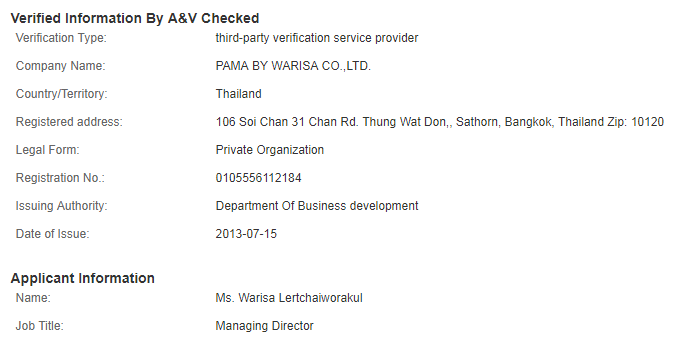 Verified Information By A&V Checked
Verification Type: third-party verification service provider
Company Name: PAMA BY WARISA CO.,LTD.
Country/Territory: Thailand
Registered address: 106 Soi Chan 31 Chan Rd. Thung Wat Don,, Sathorn, Bangkok, Thailand Zip: 10120
Legal Form: Private Organization
Registration No.: 0105556112184
Issuing Authority: Department Of Business development
Date of Issue: 2013-07-15
Applicant Information
Name: Ms. Warisa Lertchaiworakul
Job Title: Managing Director